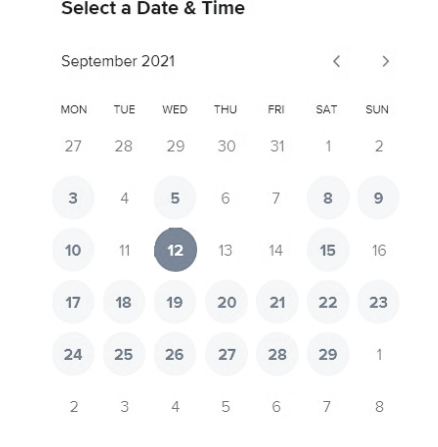 Select a Date & Time
September 2021
MON TUE WED THU FRI SAT SUN
27 28 29 30 31 1 2
3 4 5 6 7 8 9
10 11 12 13 14 15 16
17 18 19 20 21 22 23
24 25 26 27 28 29 1
2 3 4 5 6 7 8